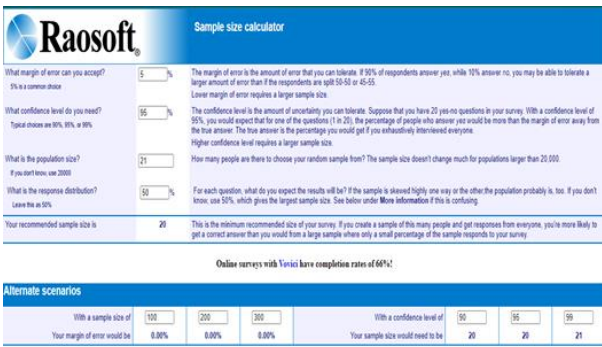 Raosoft®
Sample size calculator
What margin of error can you accept?
5% is a common choice
5 %
The margin of error is the amount of error that you can tolerate. If 90% of respondents answer yes, while 10% answer no, you may be able to tolerate a
larger amount of error than if the respondents are split 50-50 or 45-55.
Lower margin of error requires a larger sample size.
What confidence level do you need?
Typical choices are 90%, 95%, or 99%
95 %
The confidence level is the amount of uncertainty you can tolerate. Suppose that you have 20 yes-no questions in your survey. With a confidence level of
95%, you would expect that for one of the questions (1 in 20), the percentage of people who answer yes would be more than the margin of error away from
the true answer. The true answer is the percentage you would get if you exhaustively interviewed everyone.
Higher confidence level requires a larger sample size.
What is the population size?
If you don't know, use 20000
21
How many people are there to choose your random sample from? The sample size doesn't change much for populations larger than 20,000.
What is the response distribution?
Leave this as 50%
50 %
For each question, what do you expect the results will be? If the sample is skewed highly one way or the other,the population probably is, too. If you don't
know, use 50%, which gives the largest sample size. See below under More information if this is confusing.
Your recommended sample size is
20
This is the minimum recommended size of your survey. If you create a sample of this many people and get responses from everyone, you're more likely to
get a correct answer than you would from a large sample where only a small percentage of the sample responds to your survey.
Online surveys with Vovici have completion rates of 66%!
Alternate scenarios
With a sample size of 100 200 300
With a confidence level of 90 95 99
Your margin of error would be 0.00% 0.00% 0.00%
Your sample size would need to be 20 20 21